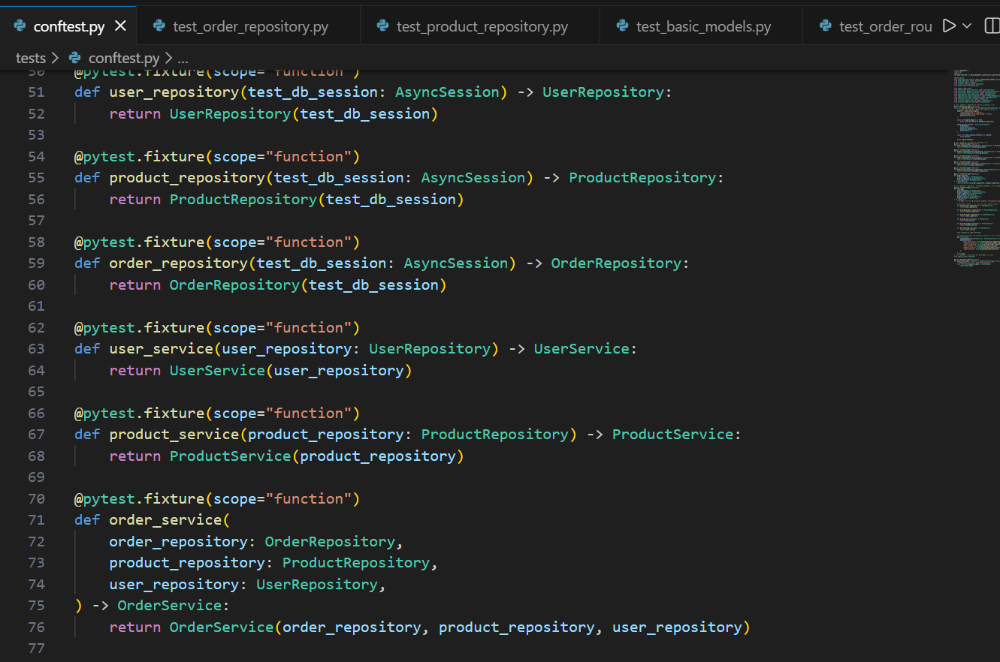 conftest.py
test_order_repository.py
test_product_repository.py
test_basic_models.py
test_order_rou
tests > conftest.py > ...
50 @pytest.fixture(scope="function")
51 def user_repository(test_db_session: AsyncSession) -> UserRepository:
52     return UserRepository(test_db_session)
53
54 @pytest.fixture(scope="function")
55 def product_repository(test_db_session: AsyncSession) -> ProductRepository:
56     return ProductRepository(test_db_session)
57
58 @pytest.fixture(scope="function")
59 def order_repository(test_db_session: AsyncSession) -> OrderRepository:
60     return OrderRepository(test_db_session)
61
62 @pytest.fixture(scope="function")
63 def user_service(user_repository: UserRepository) -> UserService:
64     return UserService(user_repository)
65
66 @pytest.fixture(scope="function")
67 def product_service(product_repository: ProductRepository) -> ProductService:
68     return ProductService(product_repository)
69
70 @pytest.fixture(scope="function")
71 def order_service(
72     order_repository: OrderRepository,
73     product_repository: ProductRepository,
74     user_repository: UserRepository,
75 ) -> OrderService:
76     return OrderService(order_repository, product_repository, user_repository)
77